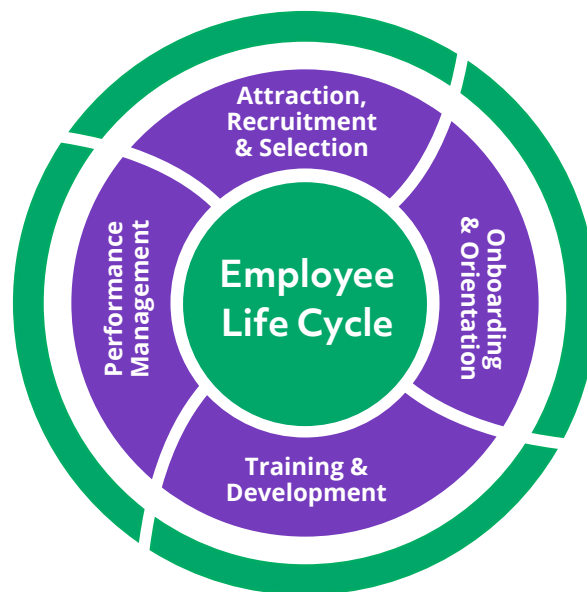 Attraction,
Recruitment
& Selection
Onboarding
& Orientation
Employee
Life Cycle
Performance
Management
Training &
Development